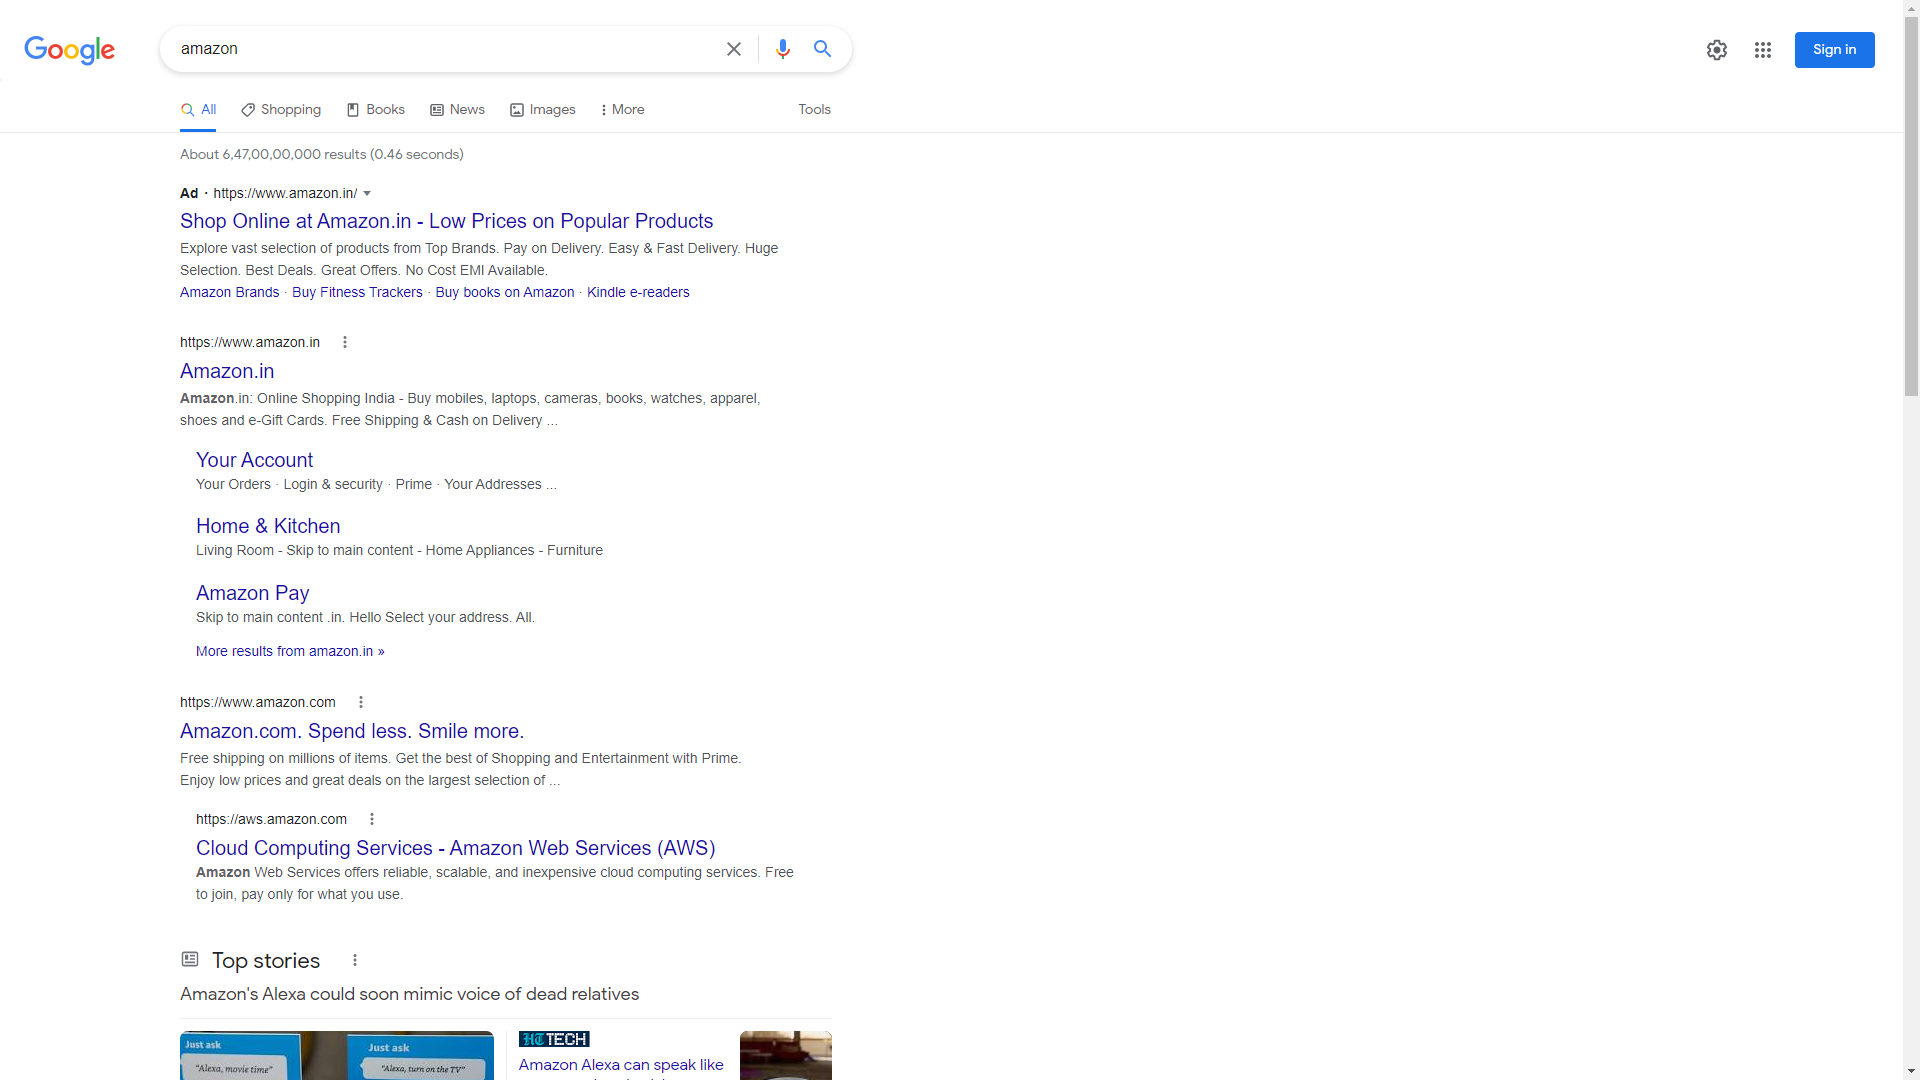 Google
amazon
Sign in
All
Shopping
Books
News
Images
More
Tools
About 6,47,00,00,000 results (0.46 seconds)
Ad · https://www.amazon.in/
Shop Online at Amazon.in - Low Prices on Popular Products
Explore vast selection of products from Top Brands. Pay on Delivery. Easy & Fast Delivery. Huge
Selection. Best Deals. Great Offers. No Cost EMI Available.
Amazon Brands · Buy Fitness Trackers · Buy books on Amazon · Kindle e-readers
https://www.amazon.in
Amazon.in
Amazon.in: Online Shopping India - Buy mobiles, laptops, cameras, books, watches, apparel,
shoes and e-Gift Cards. Free Shipping & Cash on Delivery ...
Your Account
Your Orders · Login & security · Prime · Your Addresses ...
Home & Kitchen
Living Room - Skip to main content - Home Appliances - Furniture
Amazon Pay
Skip to main content .in. Hello Select your address. All.
More results from amazon.in »
https://www.amazon.com
Amazon.com. Spend less. Smile more.
Free shipping on millions of items. Get the best of Shopping and Entertainment with Prime.
Enjoy low prices and great deals on the largest selection of ...
https://aws.amazon.com
Cloud Computing Services - Amazon Web Services (AWS)
Amazon Web Services offers reliable, scalable, and inexpensive cloud computing services. Free
to join, pay only for what you use.
Top stories
Amazon's Alexa could soon mimic voice of dead relatives
Just ask
"Alexa, movie time"
Just ask
"Alexa, turn on the TV"
HT TECH
Amazon Alexa can speak like